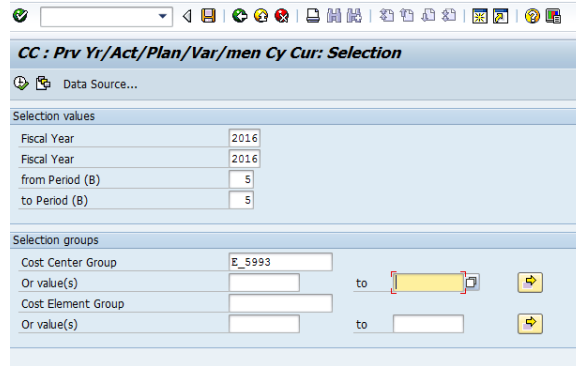 CC : Prv Yr/Act/Plan/Var/men Cy Cur: Selection
Data Source...
Selection values
Fiscal Year 2016
Fiscal Year 2016
from Period (B) 5
to Period (B) 5
Selection groups
Cost Center Group E_5993
Or value(s) to
Cost Element Group
Or value(s) to